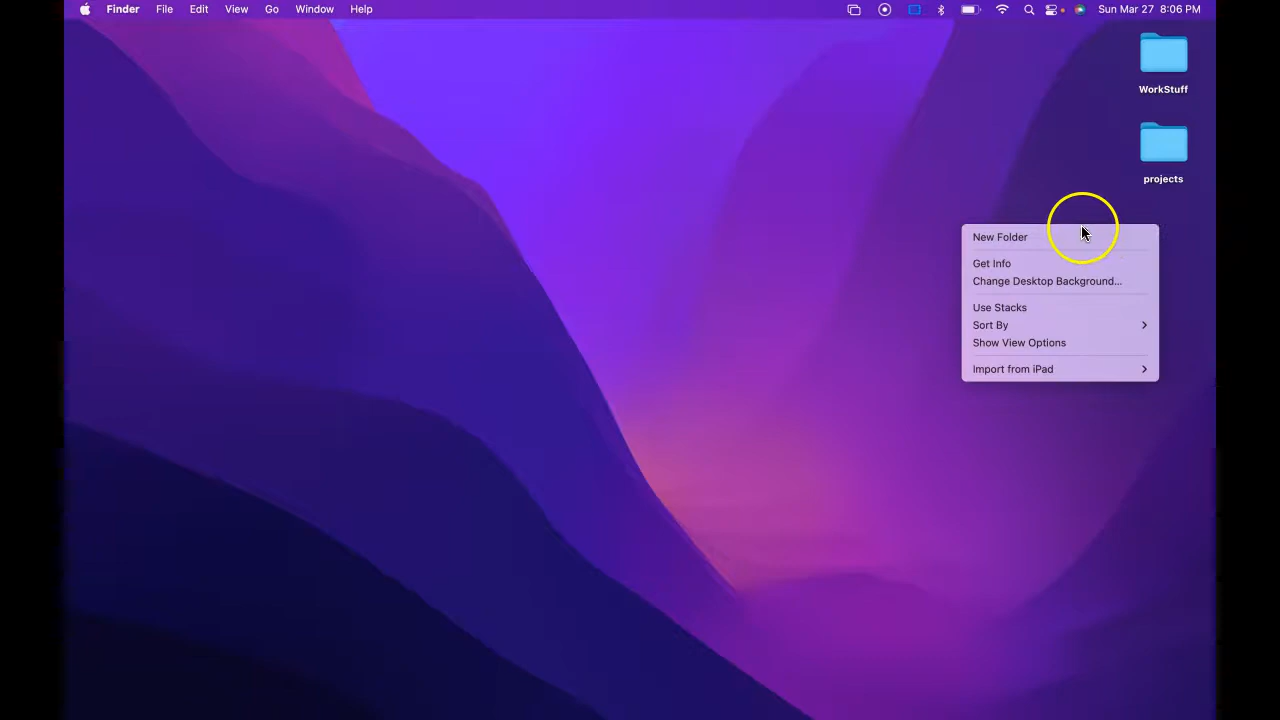 Finder File Edit View Go Window Help Sun Mar 27 8:06 PM
WorkStuff
projects
New Folder
Get Info
Change Desktop Background...
Use Stacks
Sort By
Show View Options
Import from iPad